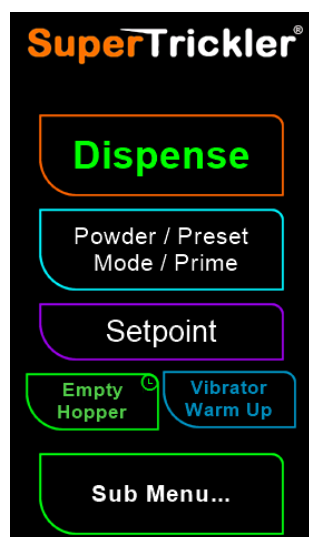 SuperTrickler®
Dispense
Powder / Preset
Mode / Prime
Setpoint
Empty
Hopper
Vibrator
Warm Up
Sub Menu...